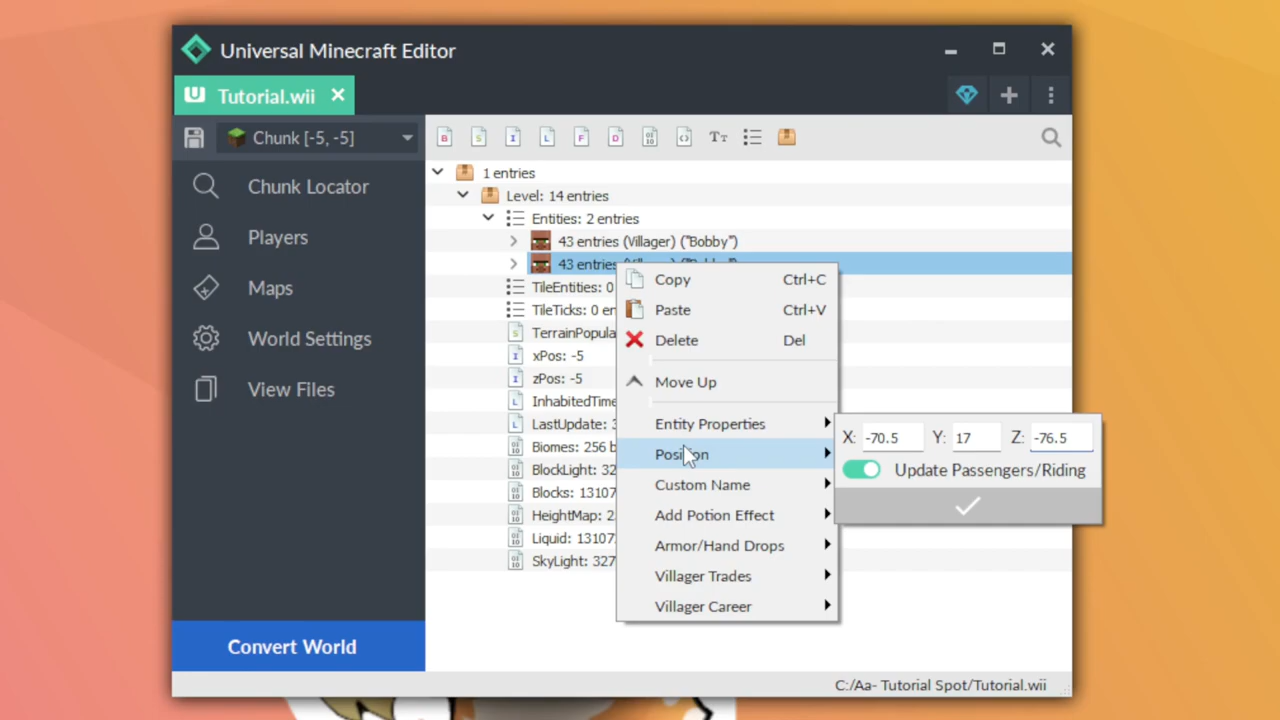 Universal Minecraft Editor
Tutorial.wii
Chunk [-5, -5]
Chunk Locator
Players
Maps
World Settings
View Files
Convert World
1 entries
Level: 14 entries
Entities: 2 entries
43 entries (Villager) ("Bobby")
43 entries
TileEntities: 0
TileTicks: 0 en
TerrainPopula
xPos: -5
zPos: -5
InhabitedTime
LastUpdate: 3
Biomes: 256 b
BlockLight: 32
Blocks: 13107
HeightMap: 2
Liquid: 13107
SkyLight: 327
Copy Ctrl+C
Paste Ctrl+V
Delete Del
Move Up
Entity Properties
Position
Custom Name
Add Potion Effect
Armor/Hand Drops
Villager Trades
Villager Career
X: -70.5 Y: 17 Z: -76.5
Update Passengers/Riding
C:/Aa- Tutorial Spot/Tutorial.wii